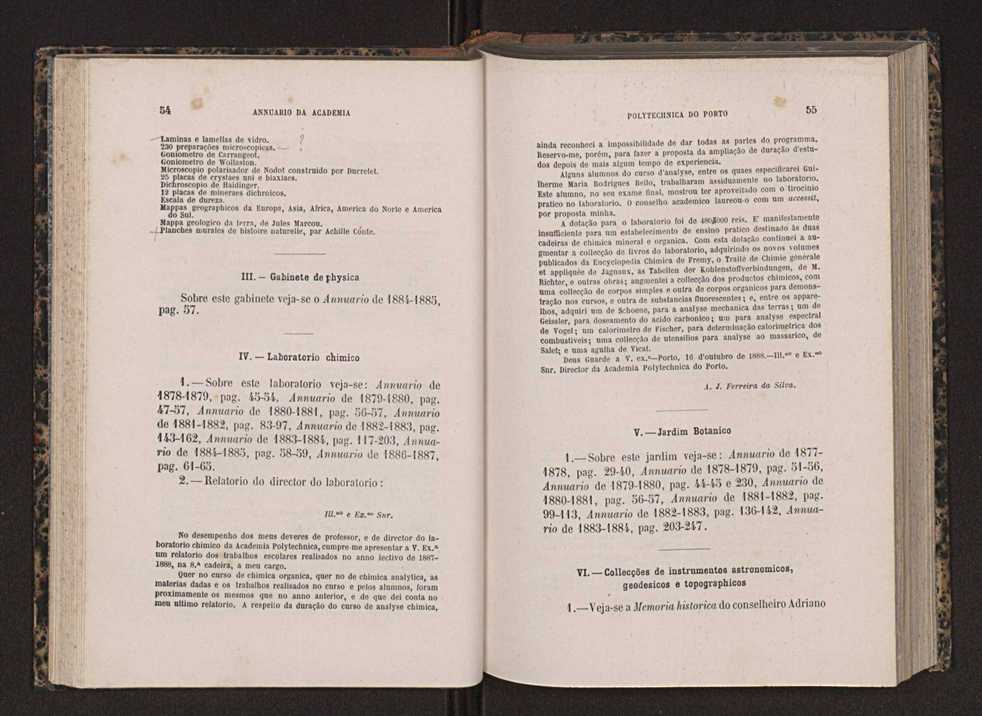 54
ANNUARIO DA ACADEMIA
Laminas e lamellas de vidro.
230 preparações microscopicas.
Goniometro de Carrangeot.
Goniometro de Wollaston.
Microscopio polarisador de Nodot construido por Ducretet.
25 placas de crystaes uni e biaxiaes.
Dichroscopio de Haidinger.
12 placas de mineraes dichroicos.
Escala de dureza.
Mappas geographicos da Europa, Asia, Africa, America do Norte e America
do Sul.
Mappa geologico da terra, de Jules Marcou.
Planches murales de histoire naturelle, par Achille Conte.
III. — Gabinete de physica
Sobre este gabinete veja-se o Annuario de 1884-1885,
pag. 57.
IV. — Laboratorio chimico
1. — Sobre este laboratorio veja-se: Annuario de
1878-1879, pag. 45-54, Annuario de 1879-1880, pag.
47-57, Annuario de 1880-1881, pag. 56-57, Annuario
de 1881-1882, pag. 83-97, Annuario de 1882-1883, pag.
143-162, Annuario de 1883-1884, pag. 117-203, Annua-
rio de 1884-1885, pag. 58-59, Annuario de 1886-1887,
pag. 61-65.
2. — Relatorio do director do laboratorio:
Ill.mo e Ex.mo Snr.
No desempenho dos meus deveres de professor, e de director do la-
boratorio chimico da Academia Polytechnica, cumpre-me apresentar a V. Ex.a
um relatorio dos trabalhos escolares realisados no anno lectivo de 1887-
1888, na 8.a cadeira, a meu cargo.
Quer no curso de chimica organica, quer no de chimica analytica, as
materias dadas e os trabalhos realisados no curso e pelos alumnos, foram
proximamente os mesmos que no anno anterior, e de que dei conta no
meu ultimo relatorio. A respeito da duração do curso de analyse chimica,
POLYTECHNICA DO PORTO
55
ainda reconheci a impossibilidade de dar todas as partes do programma.
Reservo-me, porém, para fazer a proposta da ampliação de duração d'estu-
dos depois de mais algum tempo de experiencia.
Alguns alumnos do curso d'analyse, entre os quaes especificarei Gui-
lherme Maria Rodrigues Bello, trabalharam assiduamente no laboratorio.
Este alumno, no seu exame final, mostrou ter aproveitado com o tirocinio
pratico no laboratorio. O conselho academico laureou-o com um accessit,
por proposta minha.
A dotação para o laboratorio foi de 480$000 reis. E' manifestamente
insufficiente para um estabelecimento de ensino pratico destinado ás duas
cadeiras de chimica mineral e organica. Com esta dotação continuei a au-
gmentar a collecção de livros do laboratorio, adquirindo os novos volumes
publicados da Encyclopedia Chimica de Fremy, o Traité de Chimie générale
et appliquée de Jagnaux, as Tabellen der Kohlenstoffverbindungen, de M.
Richter, e outras obras; augmentei a collecção dos productos chimicos, com
uma collecção de corpos simples e outra de corpos organicos para demons-
tração nos cursos, e outra de substancias fluorescentes; e, entre os appare-
lhos, adquiri um de Schoene, para a analyse mechanica das terras; um de
Geissler, para doseamento do acido carbonico; um para analyse espectral
de Vogel; um calorimetro de Fischer, para determinação calorimetrica dos
combustiveis; uma collecção de utensilios para analyse ao massarico, de
Salet; e uma agulha de Vicat.
Deus Guarde a V. ex.a—Porto, 16 d'outubro de 1888.—Ill.mo e Ex.mo
Snr. Director da Academia Polytechnica do Porto.
A. J. Ferreira da Silva.
V. — Jardim Botanico
1. — Sobre este jardim veja-se: Annuario de 1877-
1878, pag. 29-40, Annuario de 1878-1879, pag. 51-56,
Annuario de 1879-1880, pag. 44-45 e 230, Annuario de
1880-1881, pag. 56-57, Annuario de 1881-1882, pag.
99-113, Annuario de 1882-1883, pag. 136-142, Annua-
rio de 1883-1884, pag. 203-247.
VI. — Collecções de instrumentos astronomicos,
geodesicos e topographicos
1. — Veja-se a Memoria historica do conselheiro Adriano